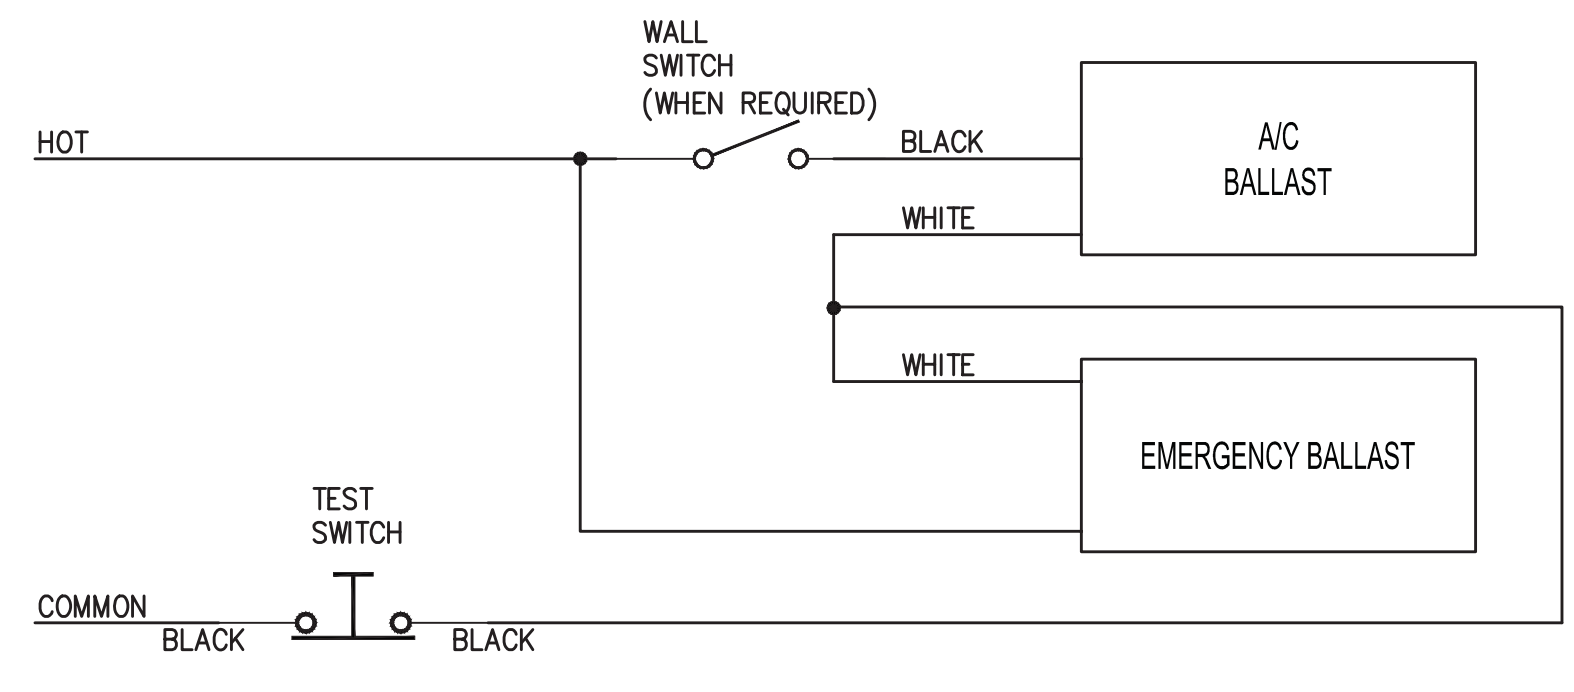 WALL
SWITCH
(WHEN REQUIRED)
HOT
BLACK
A/C
BALLAST
WHITE
WHITE
EMERGENCY BALLAST
TEST
SWITCH
COMMON
BLACK
BLACK